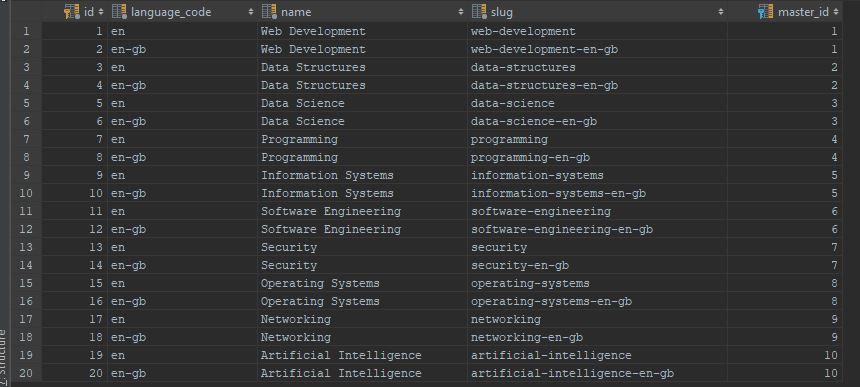 id language_code name slug master_id
1 1 en Web Development web-development 1
2 2 en-gb Web Development web-development-en-gb 1
3 3 en Data Structures data-structures 2
4 4 en-gb Data Structures data-structures-en-gb 2
5 5 en Data Science data-science 3
6 6 en-gb Data Science data-science-en-gb 3
7 7 en Programming programming 4
8 8 en-gb Programming programming-en-gb 4
9 9 en Information Systems information-systems 5
10 10 en-gb Information Systems information-systems-en-gb 5
11 11 en Software Engineering software-engineering 6
12 12 en-gb Software Engineering software-engineering-en-gb 6
13 13 en Security security 7
14 14 en-gb Security security-en-gb 7
15 15 en Operating Systems operating-systems 8
16 16 en-gb Operating Systems operating-systems-en-gb 8
17 17 en Networking networking 9
18 18 en-gb Networking networking-en-gb 9
19 19 en Artificial Intelligence artificial-intelligence 10
20 20 en-gb Artificial Intelligence artificial-intelligence-en-gb 10
Z: Structure